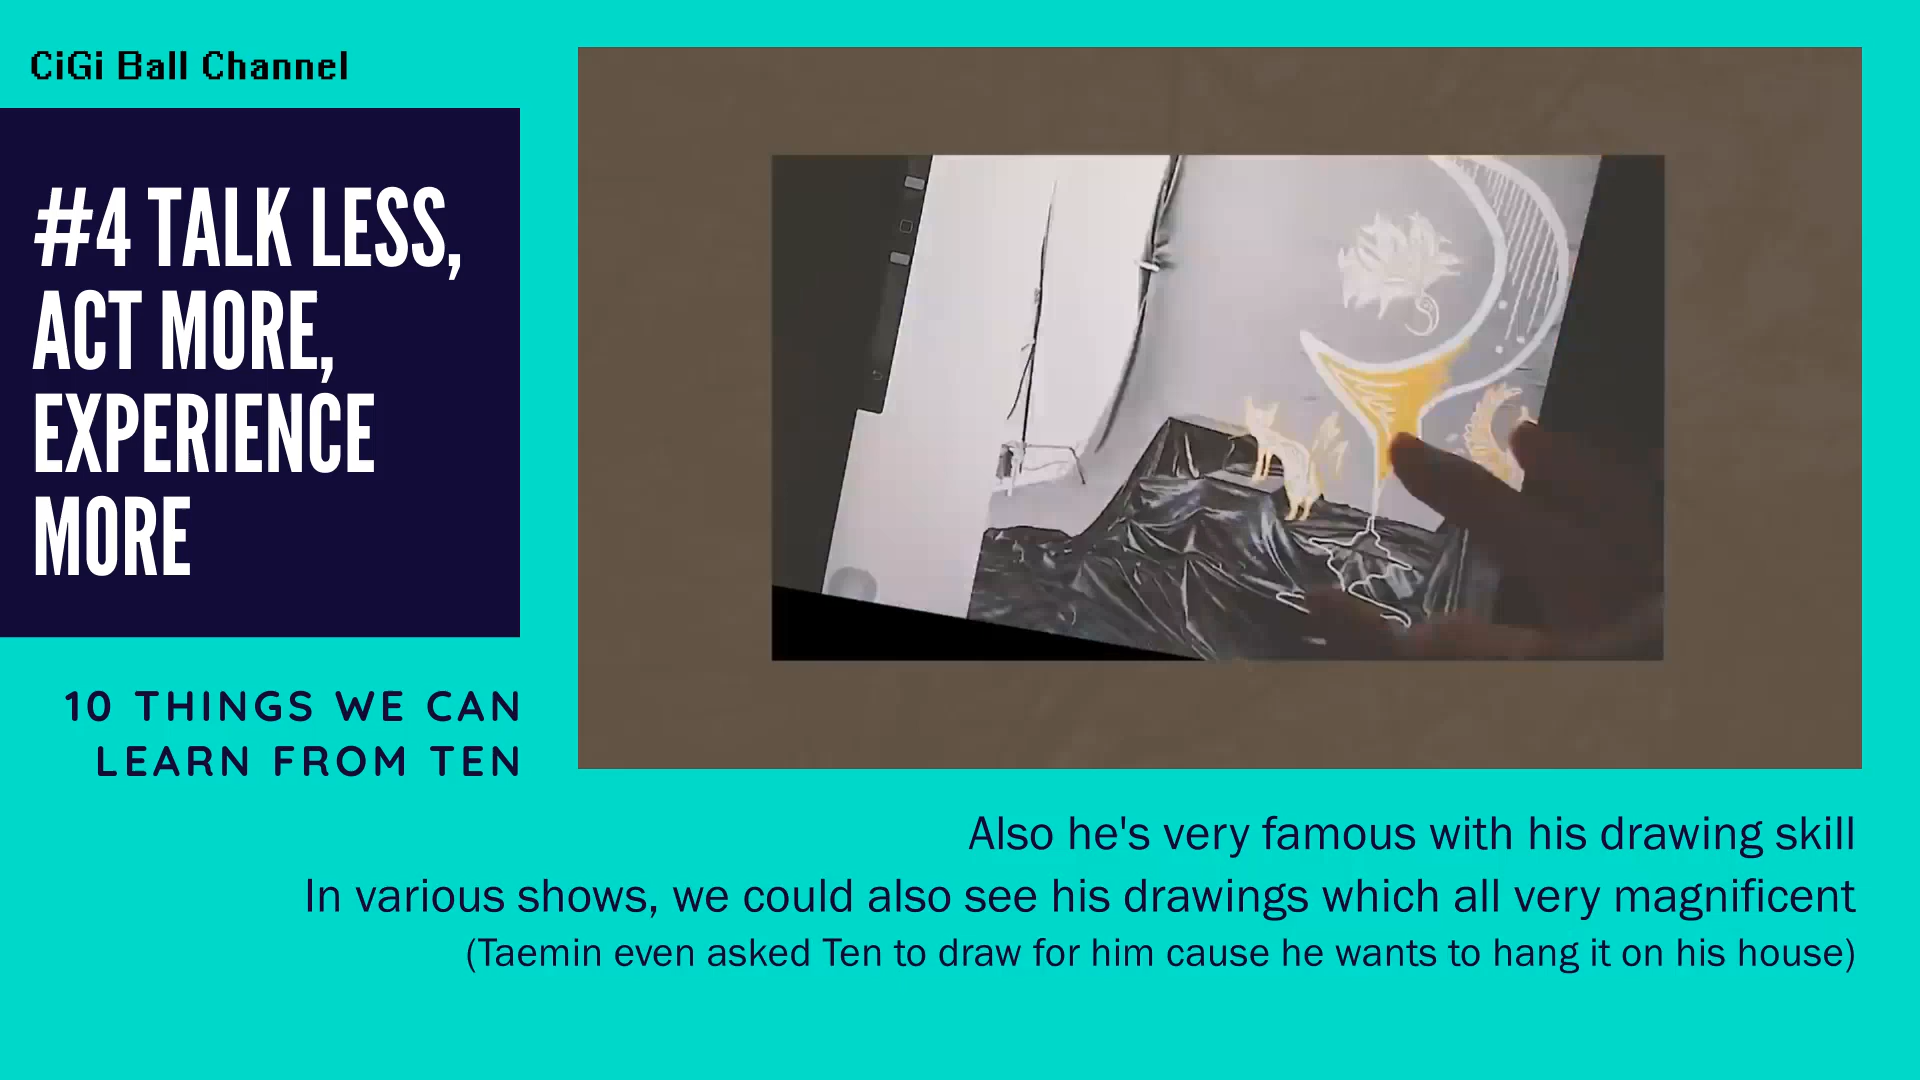 CiGi Ball Channel
#4 TALK LESS,
ACT MORE,
EXPERIENCE
MORE
10 THINGS WE CAN
LEARN FROM TEN
Also he's very famous with his drawing skill
In various shows, we could also see his drawings which all very magnificent
(Taemin even asked Ten to draw for him cause he wants to hang it on his house)